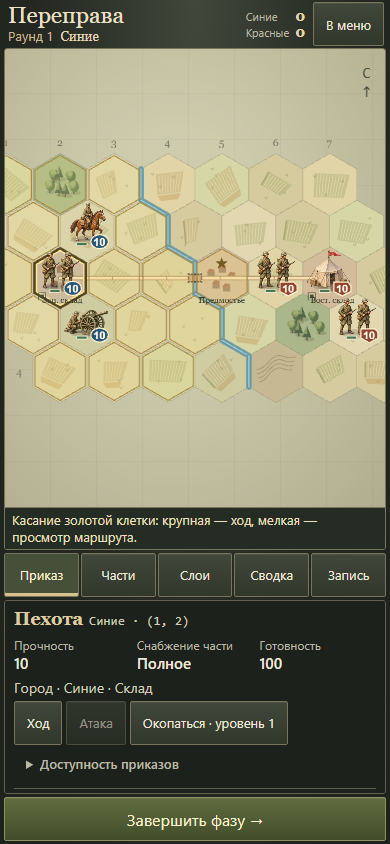 Переправа
Раунд 1 Синие
Синие 0
Красные 0
В меню
С
↑
2 3 4 5 6 7
10
10
10
10
10
10
склад
Предмостье
Вост. склад
4
Касание золотой клетки: крупная — ход, мелкая —
просмотр маршрута.
Приказ Части Слои Сводка Запись
Пехота Синие · (1, 2)
Прочность Снабжение части Готовность
10 Полное 100
Город · Синие · Склад
Ход Атака Окопаться · уровень 1
▶ Доступность приказов
Завершить фазу →